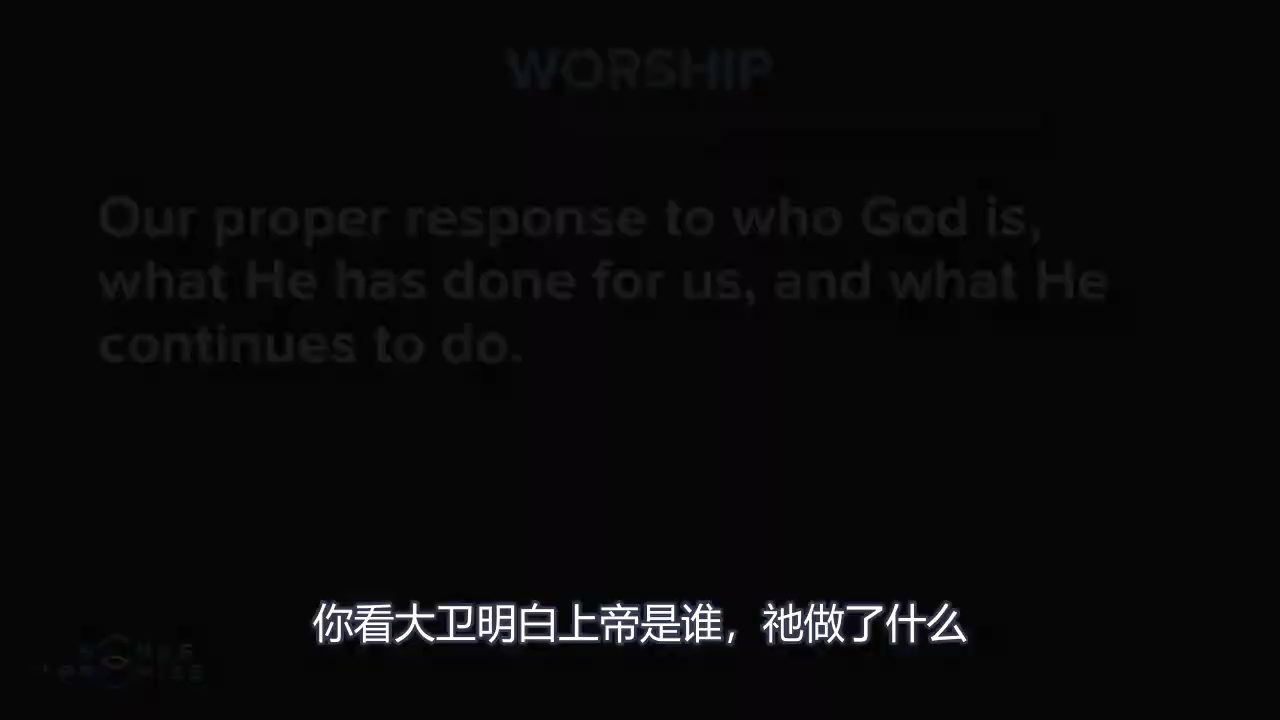 WORSHIP
Our proper response to who God is,
what He has done for us, and what He
continues to do.
你看大卫明白上帝是谁，祂做了什么